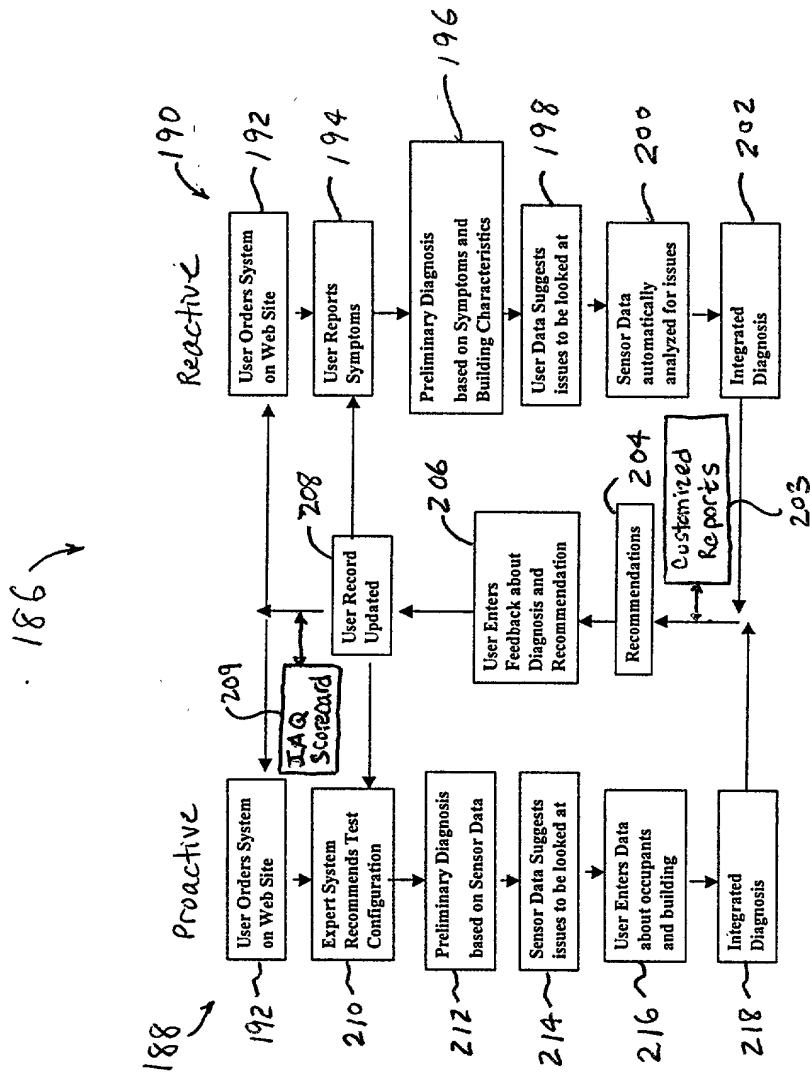 186
188
Proactive
User Orders System
on Web Site
192
Expert System
Recommends Test
Configuration
210
Preliminary Diagnosis
based on Sensor Data
212
Sensor Data Suggests
issues to be looked at
214
User Enters Data
about occupants
and building
216
Integrated
Diagnosis
218
209
IAQ
Scorecard
User Record
Updated
208
User Enters
Feedback about
Diagnosis and
Recommendation
206
Recommendations
204
Customized
Reports
203
Reactive
190
User Orders System
on Web Site
192
User Reports
Symptoms
194
Preliminary Diagnosis
based on Symptoms and
Building Characteristics
196
User Data Suggests
issues to be looked at
198
Sensor Data
automatically
analyzed for issues
200
Integrated
Diagnosis
202